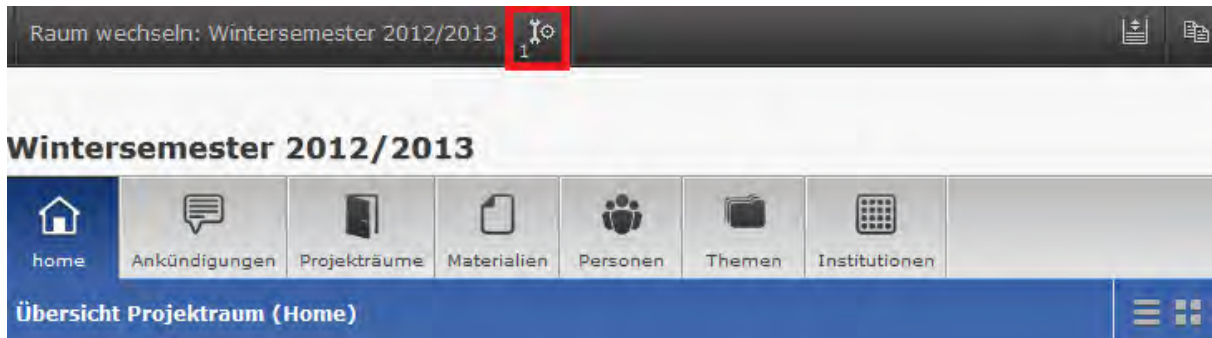 Raum wechseln: Wintersemester 2012/2013
1
Wintersemester 2012/2013
home Ankündigungen Projekträume Materialien Personen Themen Institutionen
Übersicht Projektraum (Home)